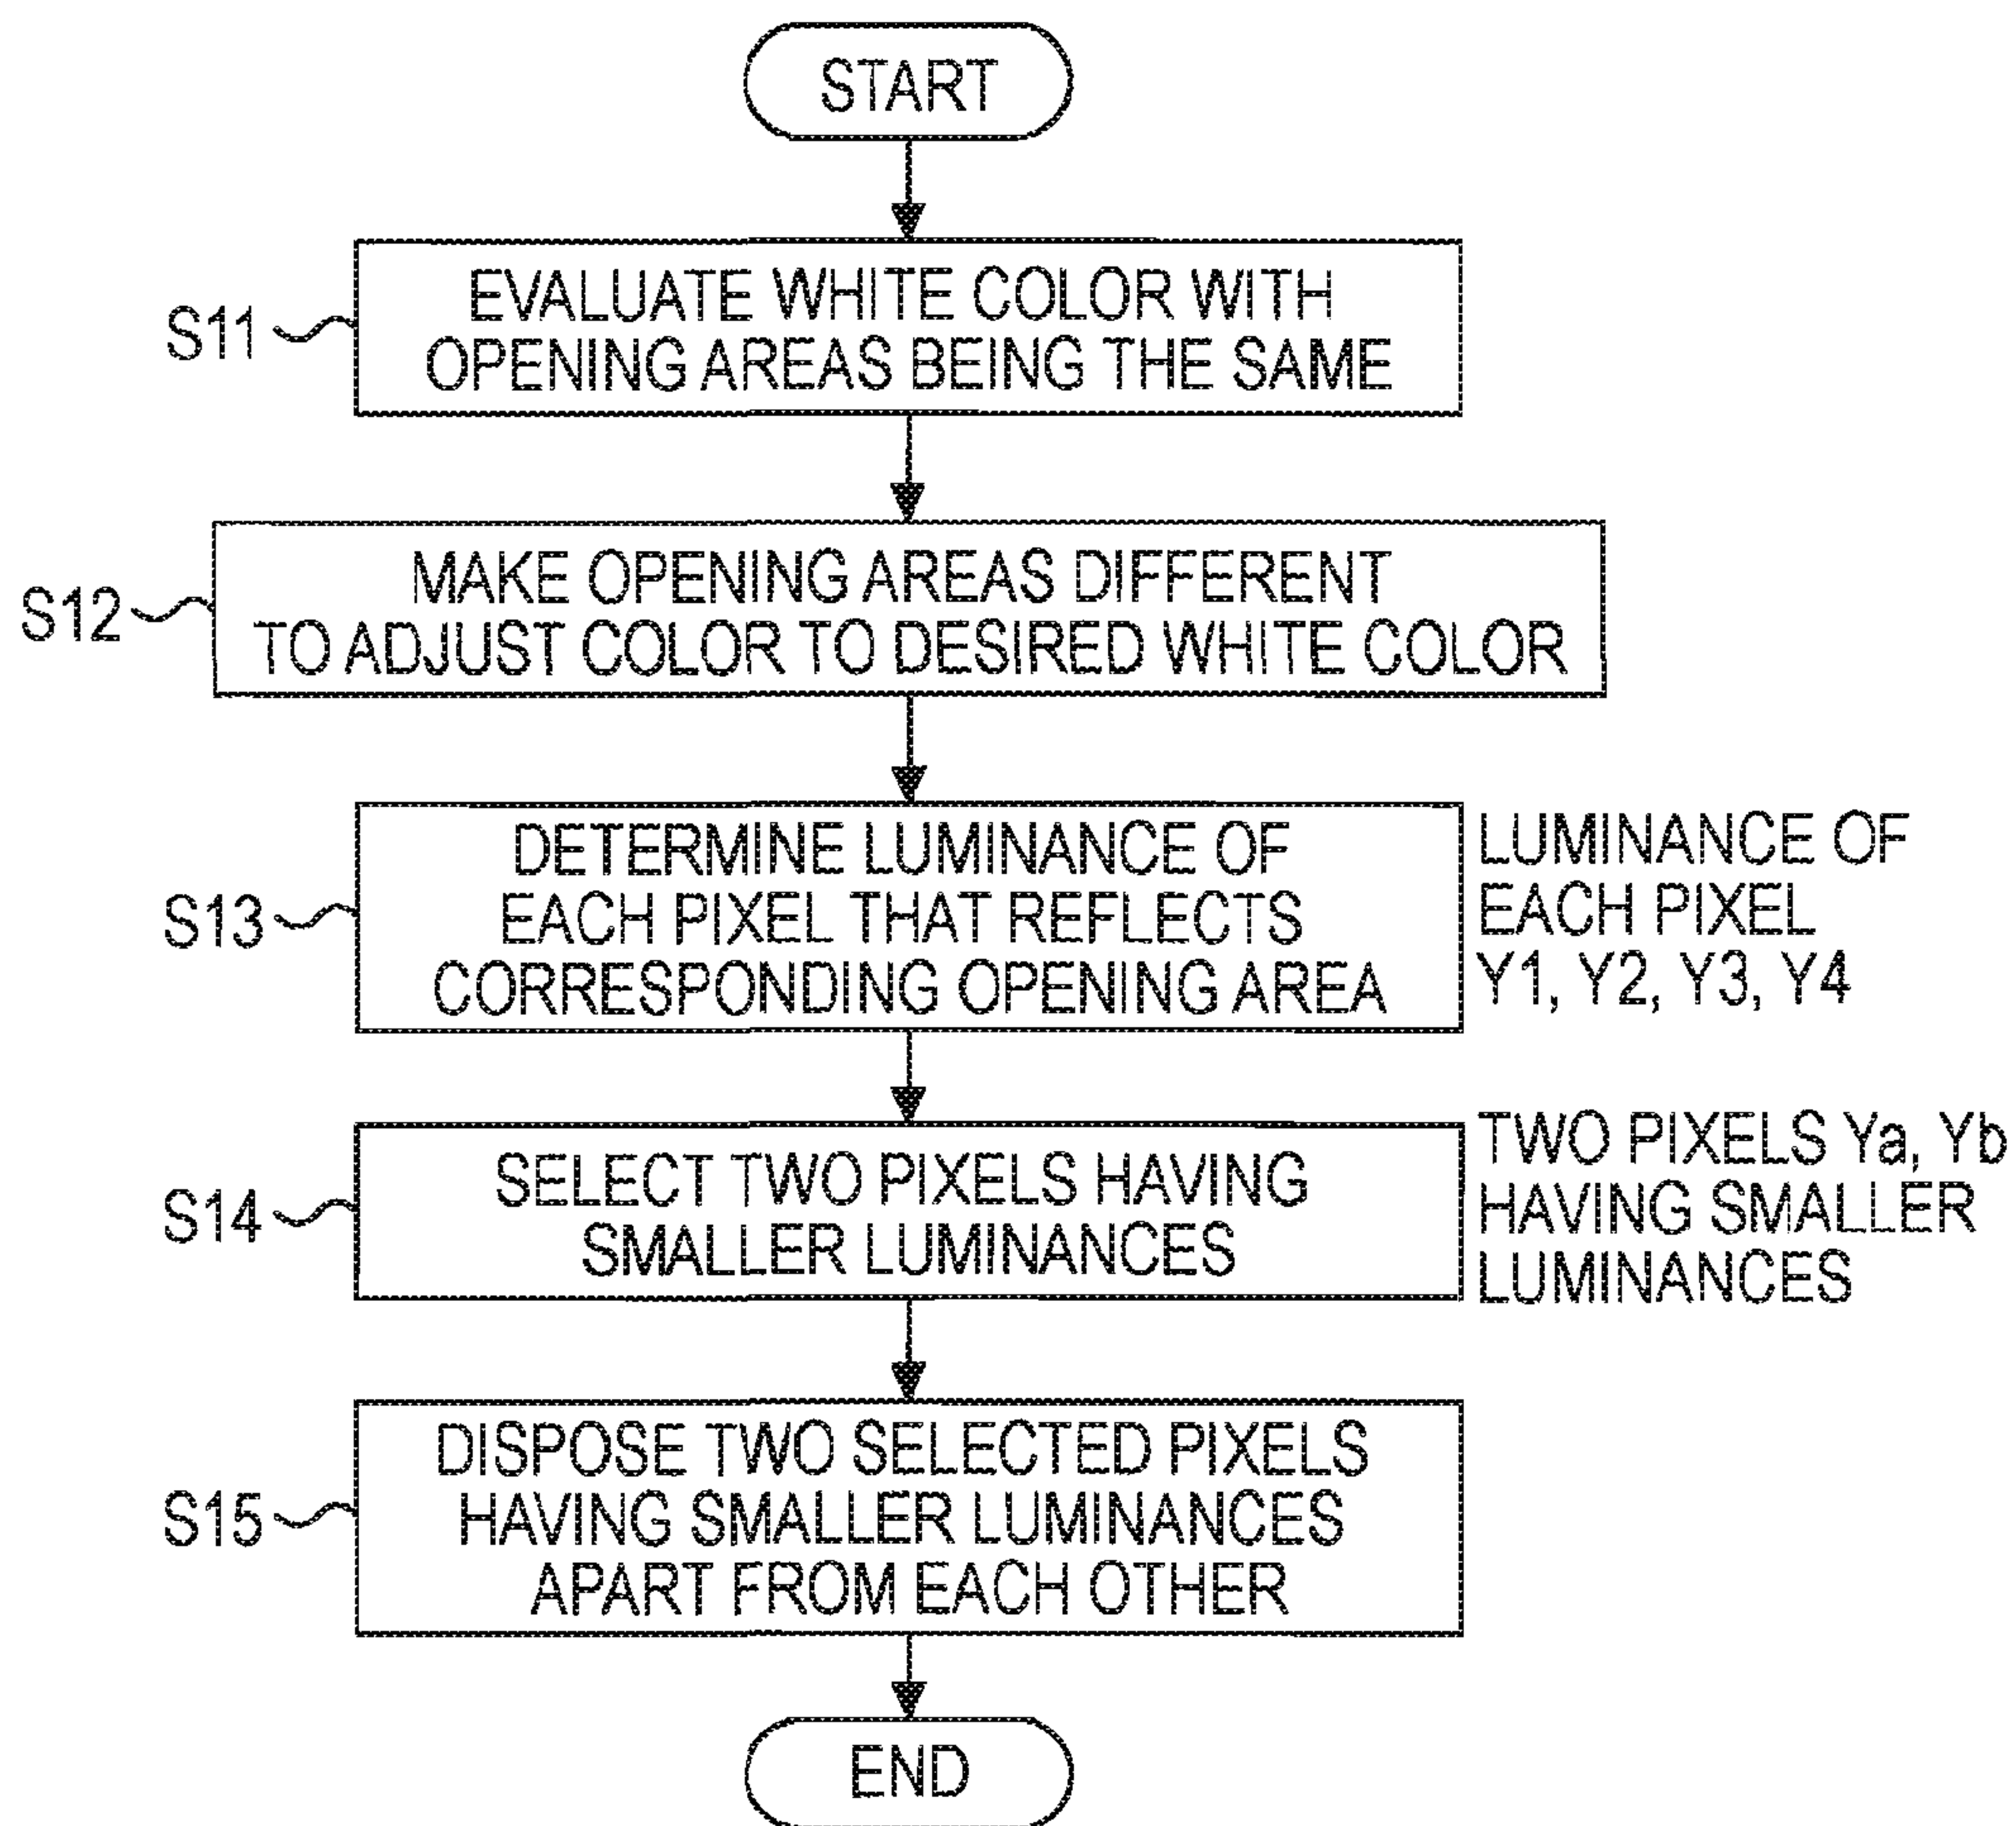 START
S11
EVALUATE WHITE COLOR WITH
OPENING AREAS BEING THE SAME
S12
MAKE OPENING AREAS DIFFERENT
TO ADJUST COLOR TO DESIRED WHITE COLOR
S13
DETERMINE LUMINANCE OF
EACH PIXEL THAT REFLECTS
CORRESPONDING OPENING AREA
LUMINANCE OF
EACH PIXEL
Y1, Y2, Y3, Y4
S14
SELECT TWO PIXELS HAVING
SMALLER LUMINANCES
TWO PIXELS Ya, Yb
HAVING SMALLER
LUMINANCES
S15
DISPOSE TWO SELECTED PIXELS
HAVING SMALLER LUMINANCES
APART FROM EACH OTHER
END